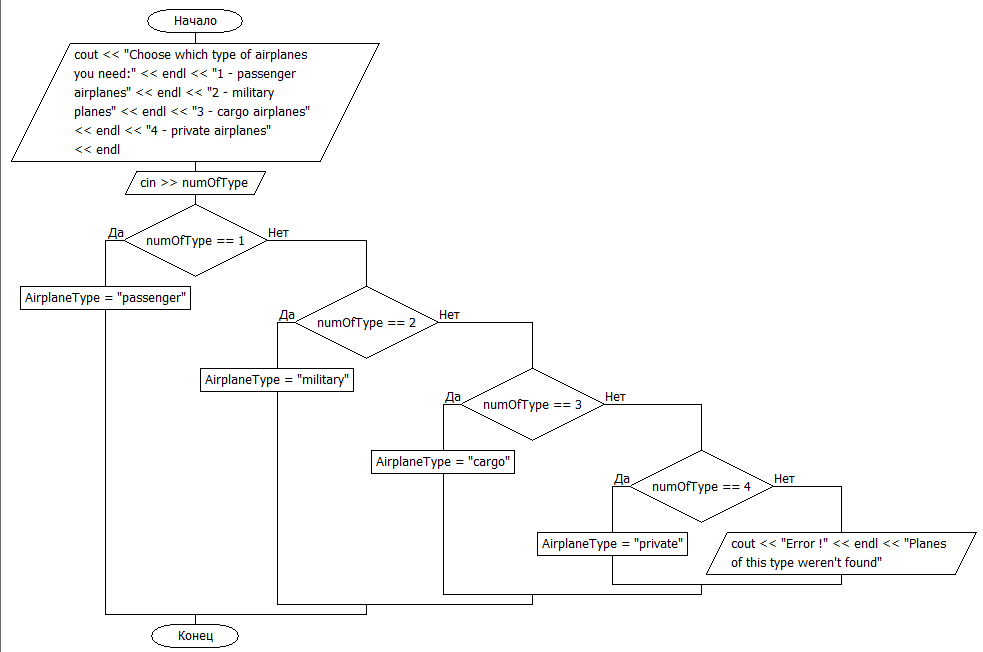 Начало
cout << "Choose which type of airplanes
you need:" << endl << "1 - passenger
airplanes" << endl << "2 - military
planes" << endl << "3 - cargo airplanes"
<< endl << "4 - private airplanes"
<< endl
cin >> numOfType
Да
numOfType == 1
Нет
AirplaneType = "passenger"
Да
numOfType == 2
Нет
AirplaneType = "military"
Да
numOfType == 3
Нет
AirplaneType = "cargo"
Да
numOfType == 4
Нет
AirplaneType = "private"
cout << "Error !" << endl << "Planes
of this type weren't found"
Конец